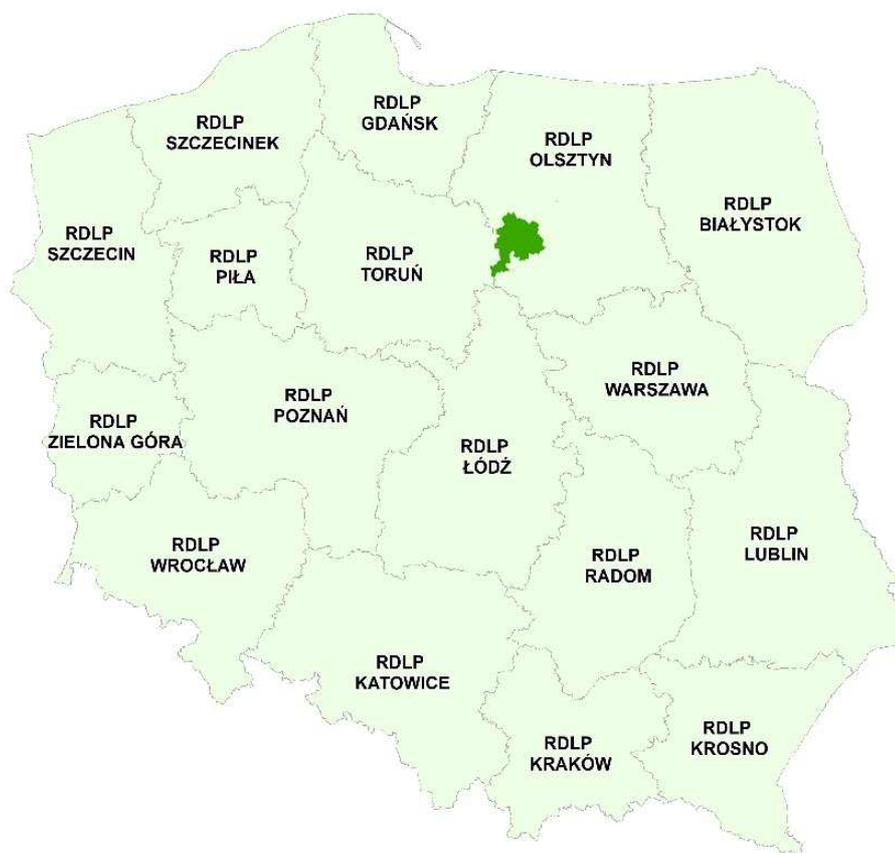 RDLP
GDAŃSK
RDLP
SZCZECINEK
RDLP
OLSZTYN
RDLP
BIAŁYSTOK
RDLP
SZCZECIN
RDLP
PIŁA
RDLP
TORUŃ
RDLP
WARSZAWA
RDLP
POZNAŃ
RDLP
ZIELONA GÓRA
RDLP
ŁÓDŹ
RDLP
LUBLIN
RDLP
WROCŁAW
RDLP
RADOM
RDLP
KATOWICE
RDLP
KROSNO
RDLP
KRAKÓW